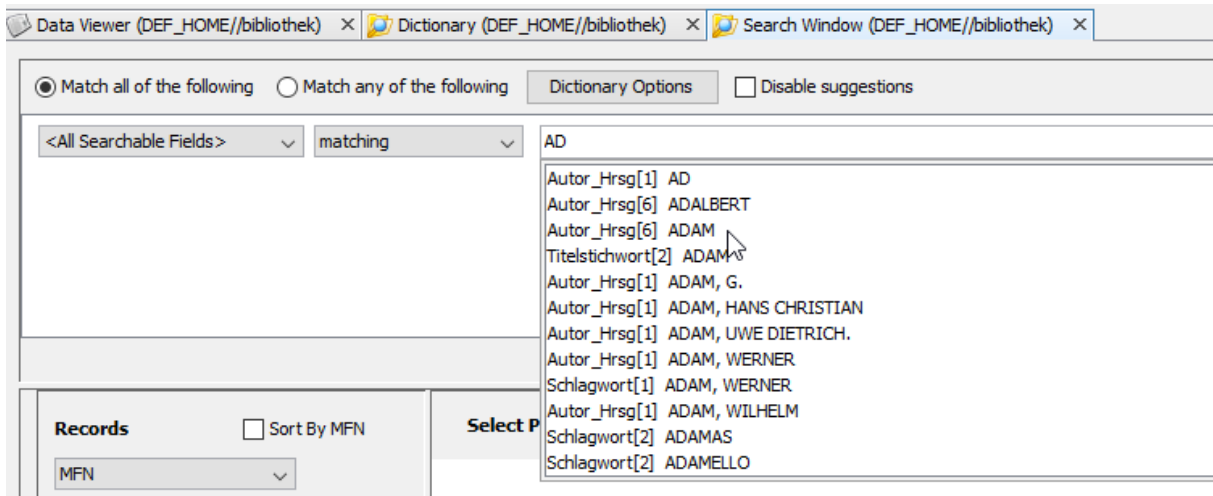 Data Viewer (DEF_HOME//bibliothek) Dictionary (DEF_HOME//bibliothek) Search Window (DEF_HOME//bibliothek)
Match all of the following Match any of the following Dictionary Options Disable suggestions
<All Searchable Fields> matching AD
Autor_Hrsg[1] AD
Autor_Hrsg[6] ADALBERT
Autor_Hrsg[6] ADAM
Titelstichwort[2] ADAM
Autor_Hrsg[1] ADAM, G.
Autor_Hrsg[1] ADAM, HANS CHRISTIAN
Autor_Hrsg[1] ADAM, UWE DIETRICH.
Autor_Hrsg[1] ADAM, WERNER
Schlagwort[1] ADAM, WERNER
Autor_Hrsg[1] ADAM, WILHELM
Schlagwort[2] ADAMAS
Schlagwort[2] ADAMELLO
Records Sort By MFN Select P
MFN